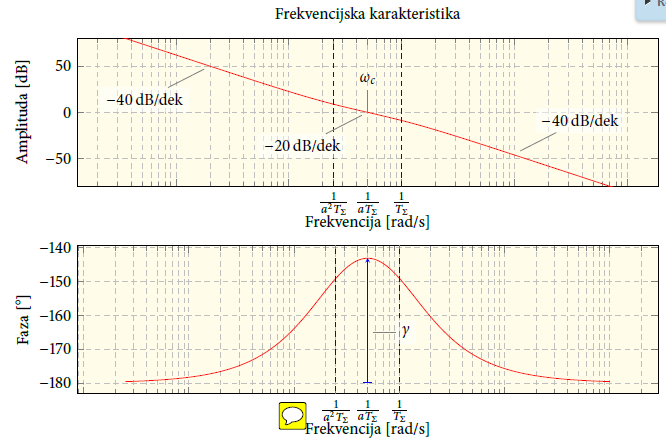 Frekvencijska karakteristika
Amplituda [dB]
50
0
−50
−40 dB/dek
ω_c
−20 dB/dek
−40 dB/dek
1/(a²T_Σ) 1/(aT_Σ) 1/T_Σ
Frekvencija [rad/s]
Faza [°]
−140
−150
−160
−170
−180
γ
1/(a²T_Σ) 1/(aT_Σ) 1/T_Σ
Frekvencija [rad/s]